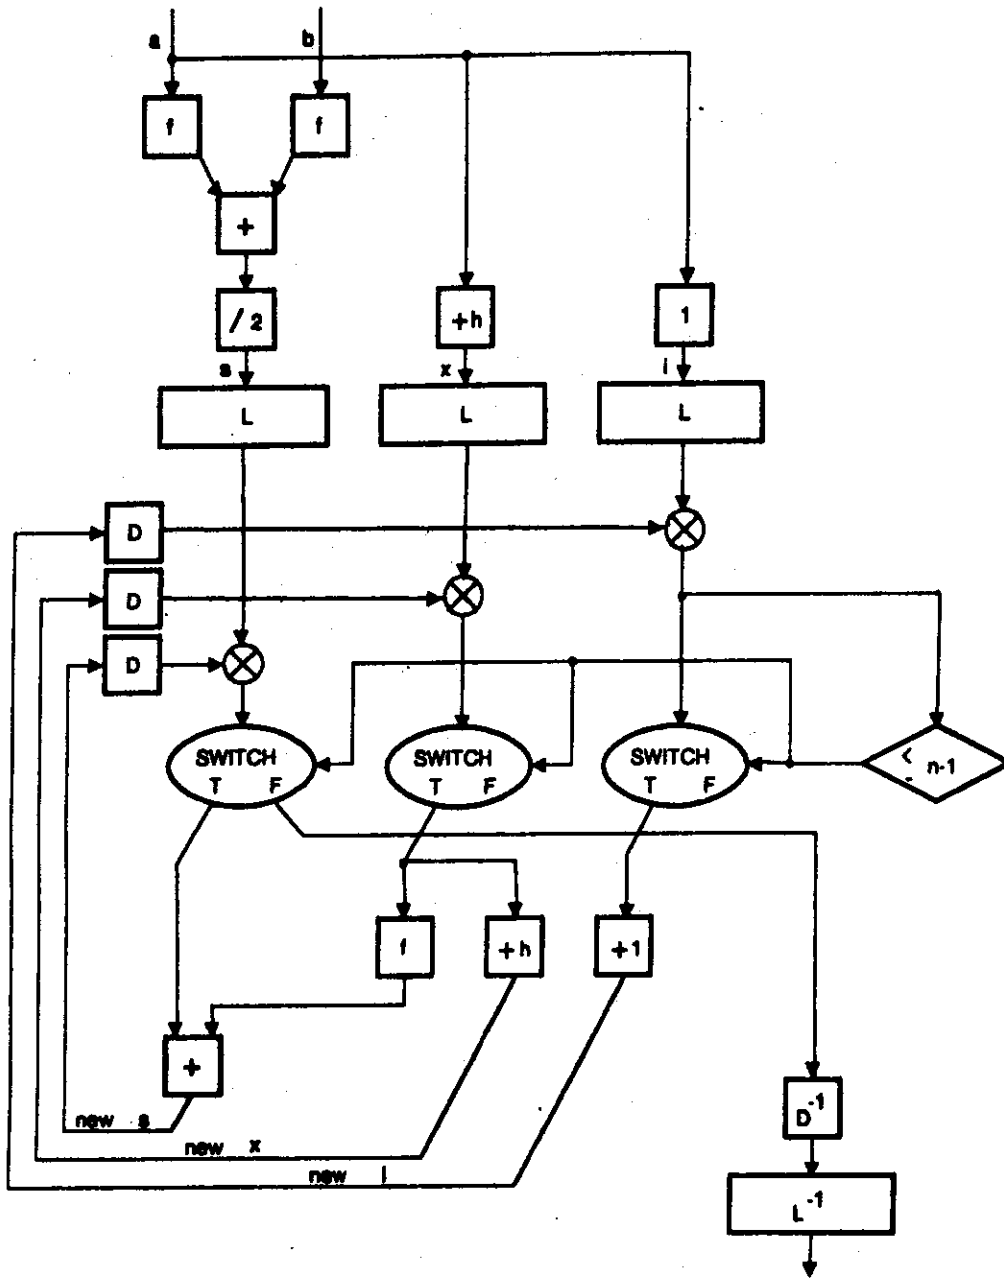 a b
f f
+
/ 2 + h 1
s x i
L L L
D
D
D
SWITCH SWITCH SWITCH
T F T F T F
≤ n-1
f + h + 1
+
new s
new x
new i
D⁻¹
L⁻¹